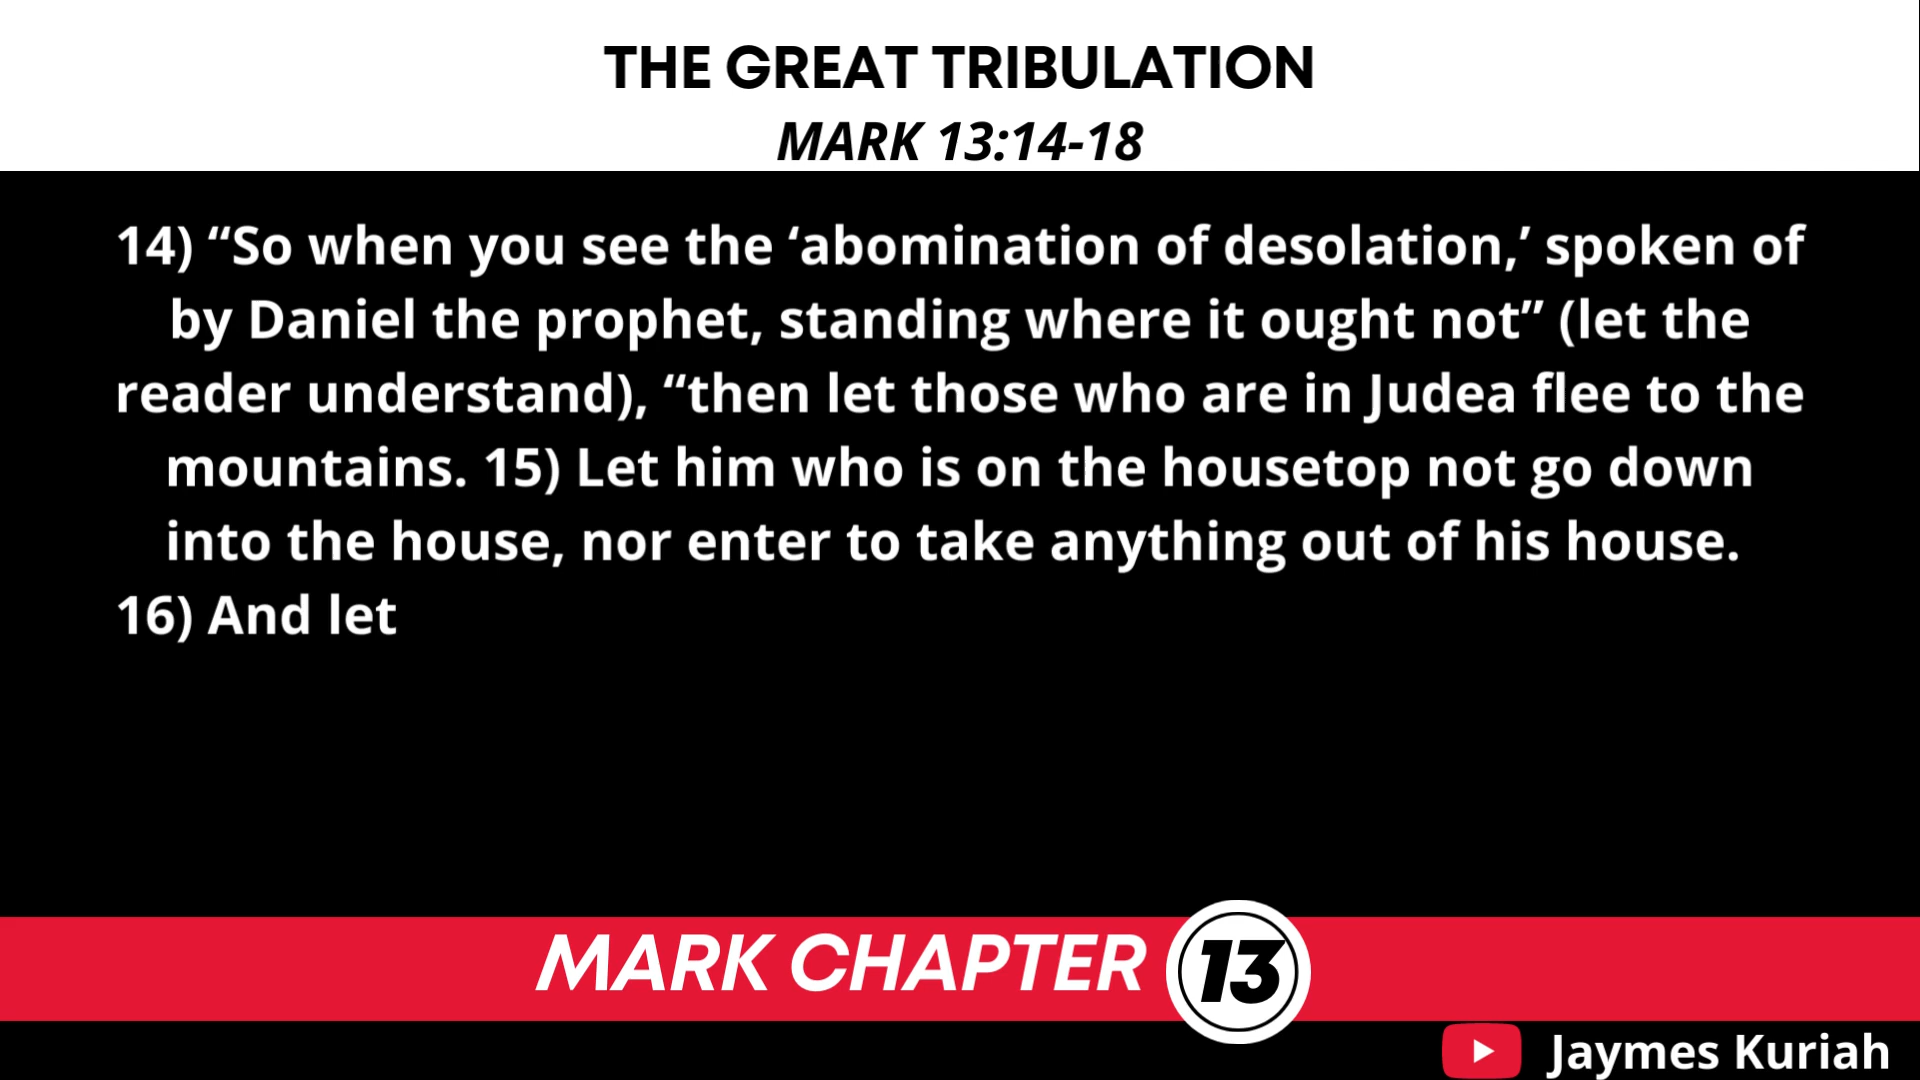 THE GREAT TRIBULATION
MARK 13:14-18
14) “So when you see the ‘abomination of desolation,’ spoken of
by Daniel the prophet, standing where it ought not” (let the
reader understand), “then let those who are in Judea flee to the
mountains. 15) Let him who is on the housetop not go down
into the house, nor enter to take anything out of his house.
16) And let
MARK CHAPTER 13
Jaymes Kuriah